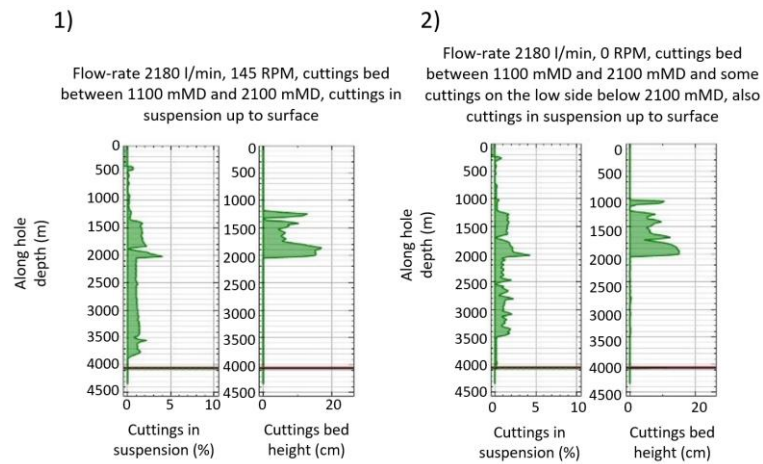 1)
Flow-rate 2180 l/min, 145 RPM, cuttings bed
between 1100 mMD and 2100 mMD, cuttings in
suspension up to surface
0
0
1000
1000
1500
1500
2000
2000
3000
3000
3500
3500
4000
4000
4500
4500
0
5
10
0
20
Along hole
depth (m)
Cuttings in
suspension (%)
Cuttings bed
height (cm)
2)
Flow-rate 2180 l/min, 0 RPM, cuttings bed
between 1100 mMD and 2100 mMD and some
cuttings on the low side below 2100 mMD, also
cuttings in suspension up to surface
0
0
500
500
1000
1000
1500
1500
2000
2000
2500
2500
3000
3000
3500
3500
4000
4000
4500
4500
0
5
10
0
20
Along hole
depth (m)
Cuttings in
suspension (%)
Cuttings bed
height (cm)